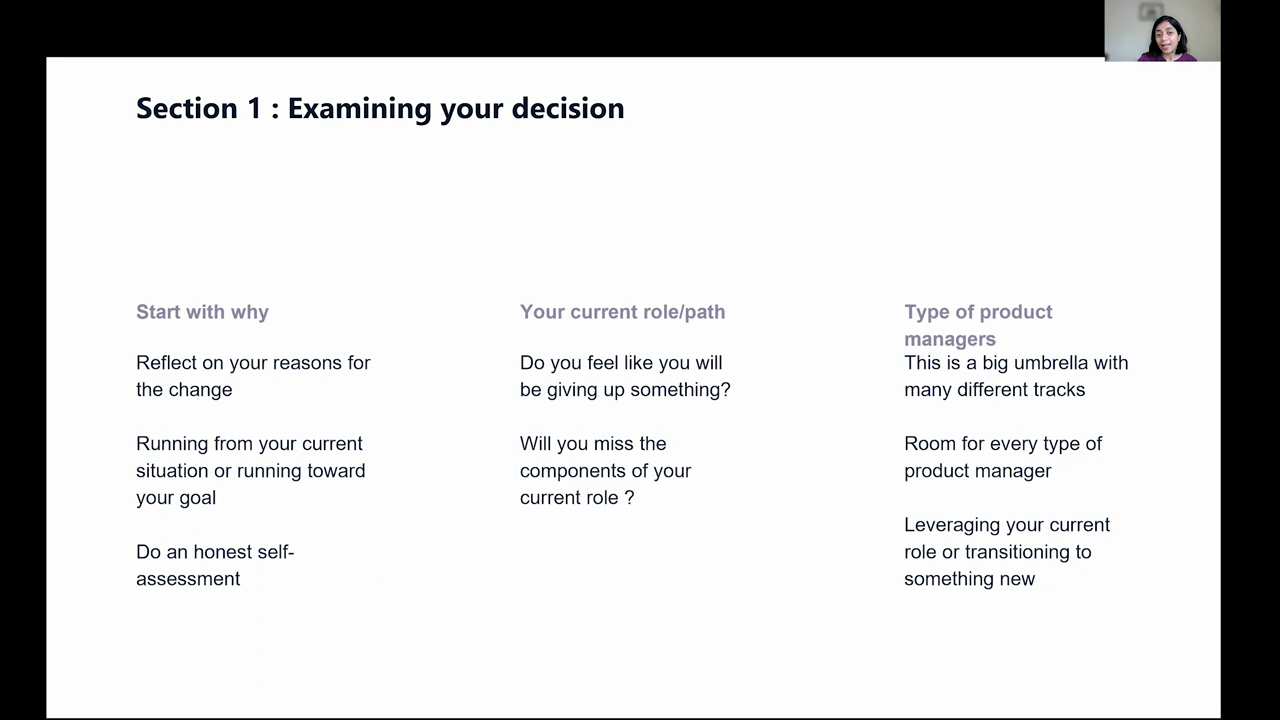 Section 1 : Examining your decision
Start with why
Reflect on your reasons for
the change
Running from your current
situation or running toward
your goal
Do an honest self-
assessment
Your current role/path
Do you feel like you will
be giving up something?
Will you miss the
components of your
current role ?
Type of product
managers
This is a big umbrella with
many different tracks
Room for every type of
product manager
Leveraging your current
role or transitioning to
something new